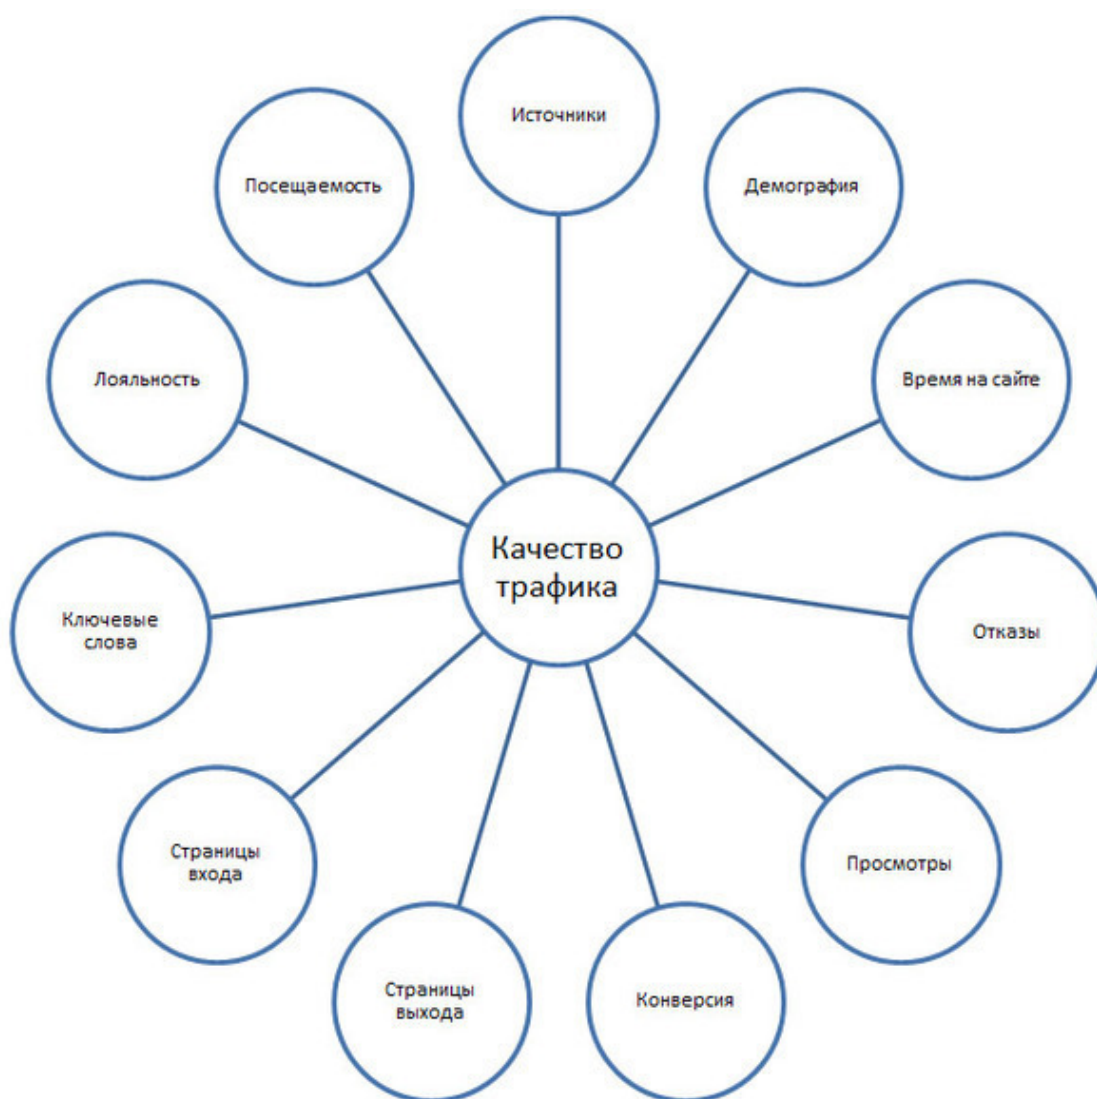 Источники
Посещаемость
Демография
Лояльность
Время на сайте
Качество
трафика
Ключевые
слова
Отказы
Страницы
входа
Просмотры
Страницы
выхода
Конверсия